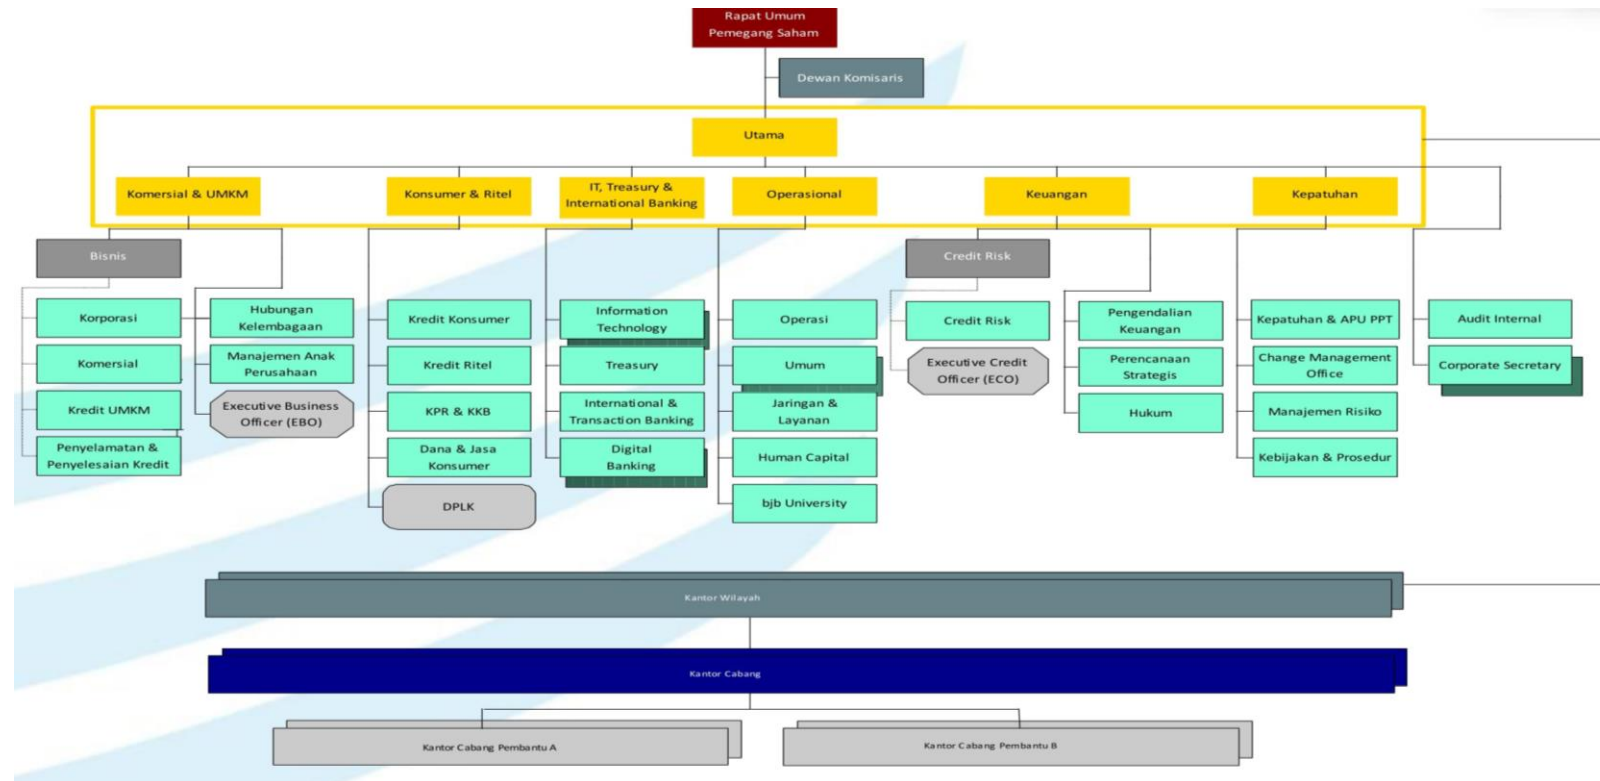 Rapat Umum
Pemegang Saham
Dewan Komisaris
Utama
Komersial & UMKM
Konsumer & Ritel
IT, Treasury &
International Banking
Operasional
Keuangan
Kepatuhan
Bisnis
Credit Risk
Korporasi
Komersial
Kredit UMKM
Penyelamatan &
Penyelesaian Kredit
Hubungan
Kelembagaan
Manajemen Anak
Perusahaan
Executive Business
Officer (EBO)
Kredit Konsumer
Kredit Ritel
KPR & KKB
Dana & Jasa
Konsumer
DPLK
Information
Technology
Treasury
International &
Transaction Banking
Digital
Banking
Operasi
Umum
Jaringan &
Layanan
Human Capital
bjb University
Credit Risk
Executive Credit
Officer (ECO)
Pengendalian
Keuangan
Perencanaan
Strategis
Hukum
Kepatuhan & APU PPT
Change Management
Office
Manajemen Risiko
Kebijakan & Prosedur
Audit Internal
Corporate Secretary
Kantor Wilayah
Kantor Cabang
Kantor Cabang Pembantu A
Kantor Cabang Pembantu B